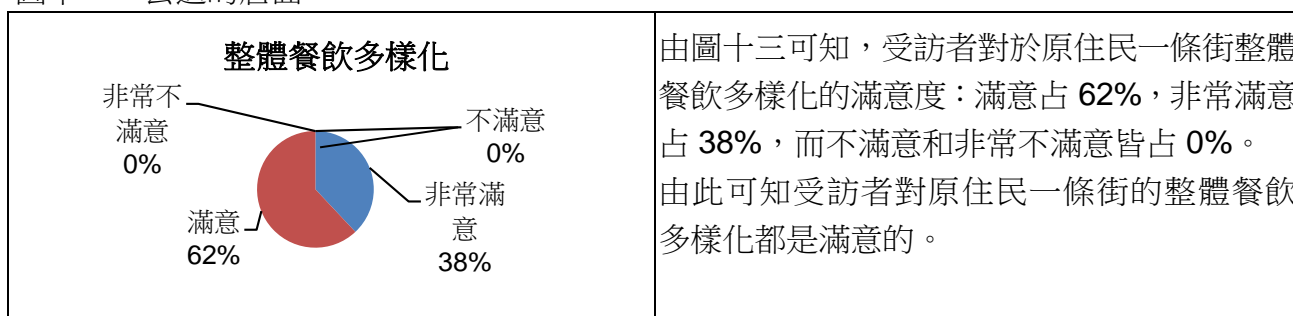 整體餐飲多樣化
非常不
滿意
0%
不滿意
0%
非常滿
意
38%
滿意
62%
由圖十三可知，受訪者對於原住民一條街整體
餐飲多樣化的滿意度：滿意占 62%，非常滿意
占 38%，而不滿意和非常不滿意皆占 0%。
由此可知受訪者對原住民一條街的整體餐飲
多樣化都是滿意的。